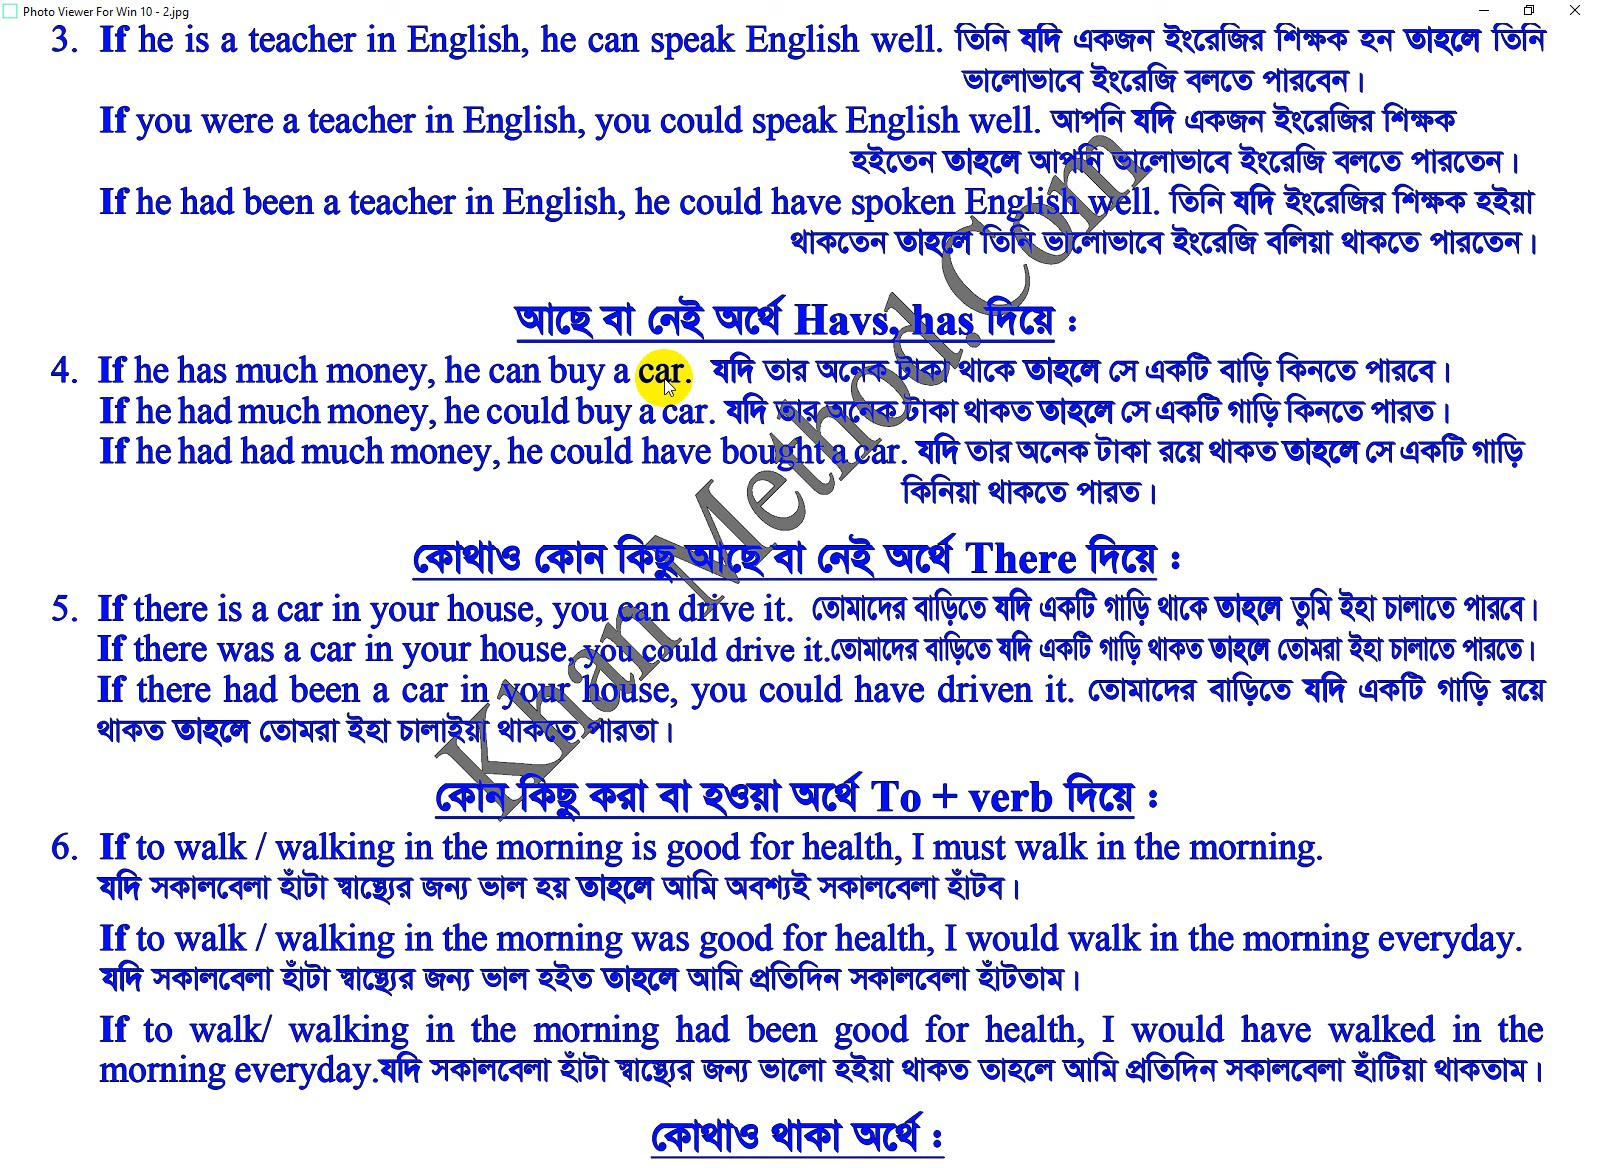 Photo Viewer For Win 10 - 2.jpg
3. If he is a teacher in English, he can speak English well. তিনি যদি একজন ইংরেজির শিক্ষক হন তাহলে তিনি
ভালোভাবে ইংরেজি বলতে পারবেন।
If you were a teacher in English, you could speak English well. আপনি যদি একজন ইংরেজির শিক্ষক
হইতেন তাহলে আপনি ভালোভাবে ইংরেজি বলতে পারতেন।
If he had been a teacher in English, he could have spoken English well. তিনি যদি ইংরেজির শিক্ষক হইয়া
থাকতেন তাহলে তিনি ভালোভাবে ইংরেজি বলিয়া থাকতে পারতেন।
আছে বা নেই অর্থে Havs, has দিয়ে :
4. If he has much money, he can buy a car. যদি তার অনেক টাকা থাকে তাহলে সে একটি বাড়ি কিনতে পারবে।
If he had much money, he could buy a car. যদি তার অনেক টাকা থাকত তাহলে সে একটি গাড়ি কিনতে পারত।
If he had had much money, he could have bought a car. যদি তার অনেক টাকা রয়ে থাকত তাহলে সে একটি গাড়ি
কিনিয়া থাকতে পারত।
কোথাও কোন কিছু আছে বা নেই অর্থে There দিয়ে :
5. If there is a car in your house, you can drive it. তোমাদের বাড়িতে যদি একটি গাড়ি থাকে তাহলে তুমি ইহা চালাতে পারবে।
If there was a car in your house, you could drive it.তোমাদের বাড়িতে যদি একটি গাড়ি থাকত তাহলে তোমরা ইহা চালাতে পারতে।
If there had been a car in your house, you could have driven it. তোমাদের বাড়িতে যদি একটি গাড়ি রয়ে
থাকত তাহলে তোমরা ইহা চালাইয়া থাকতে পারতা।
কোন কিছু করা বা হওয়া অর্থে To + verb দিয়ে :
6. If to walk / walking in the morning is good for health, I must walk in the morning.
যদি সকালবেলা হাঁটা স্বাস্থ্যের জন্য ভাল হয় তাহলে আমি অবশ্যই সকালবেলা হাঁটব।
If to walk / walking in the morning was good for health, I would walk in the morning everyday.
যদি সকালবেলা হাঁটা স্বাস্থ্যের জন্য ভাল হইত তাহলে আমি প্রতিদিন সকালবেলা হাঁটতাম।
If to walk/ walking in the morning had been good for health, I would have walked in the
morning everyday.যদি সকালবেলা হাঁটা স্বাস্থ্যের জন্য ভালো হইয়া থাকত তাহলে আমি প্রতিদিন সকালবেলা হাঁটিয়া থাকতাম।
কোথাও থাকা অর্থে :
Khan Method.Com